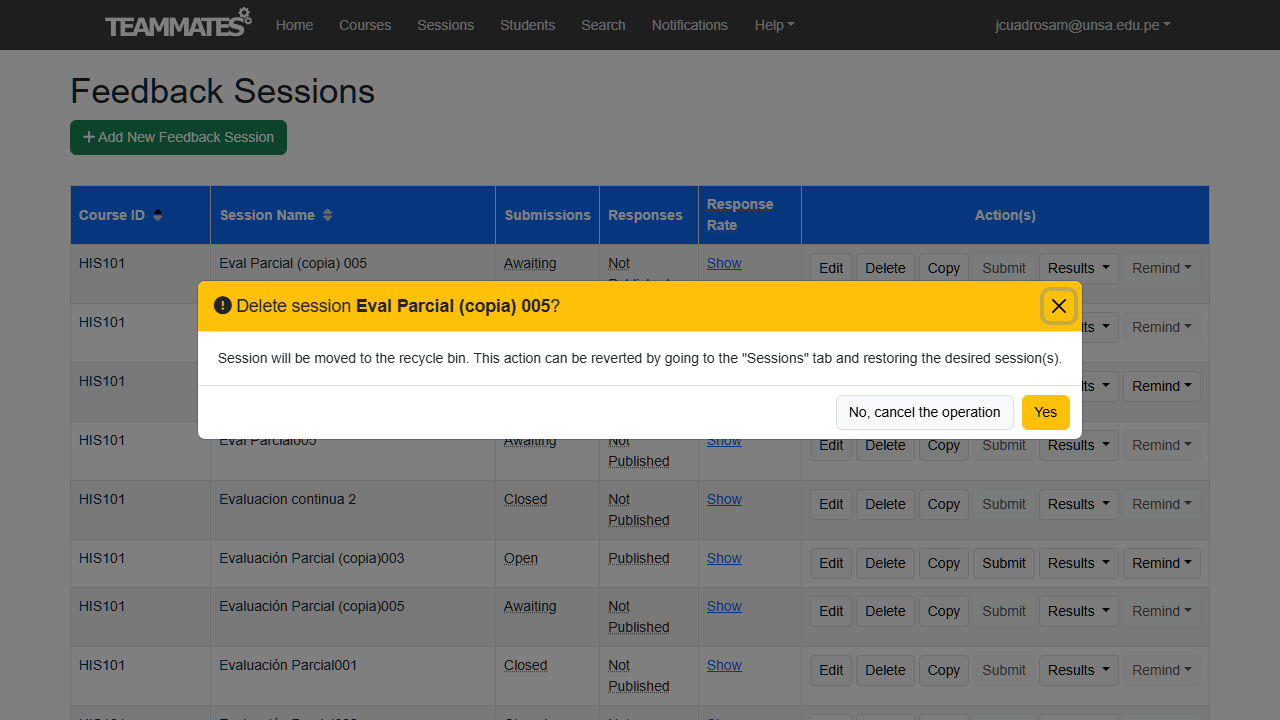 TEAMMATES Home Courses Sessions Students Search Notifications Help jcuadrosam@unsa.edu.pe
Feedback Sessions
Add New Feedback Session
Course ID Session Name Submissions Responses Response Rate Action(s)
HIS101 Eval Parcial (copia) 005 Awaiting Not Show Edit Delete Copy Submit Results Remind
Delete session Eval Parcial (copia) 005?
HIS101 Remind
Session will be moved to the recycle bin. This action can be reverted by going to the "Sessions" tab and restoring the desired session(s).
HIS101 Remind
No, cancel the operation Yes
HIS101 Eval Parcial005 Awaiting Not Published Show Edit Delete Copy Submit Results Remind
HIS101 Evaluacion continua 2 Closed Not Published Show Edit Delete Copy Submit Results Remind
HIS101 Evaluación Parcial (copia)003 Open Published Show Edit Delete Copy Submit Results Remind
HIS101 Evaluación Parcial (copia)005 Awaiting Not Published Show Edit Delete Copy Submit Results Remind
HIS101 Evaluación Parcial001 Closed Not Published Show Edit Delete Copy Submit Results Remind